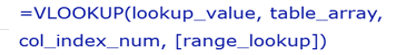 =VLOOKUP(lookup_value, table_array,
col_index_num, [range_lookup])